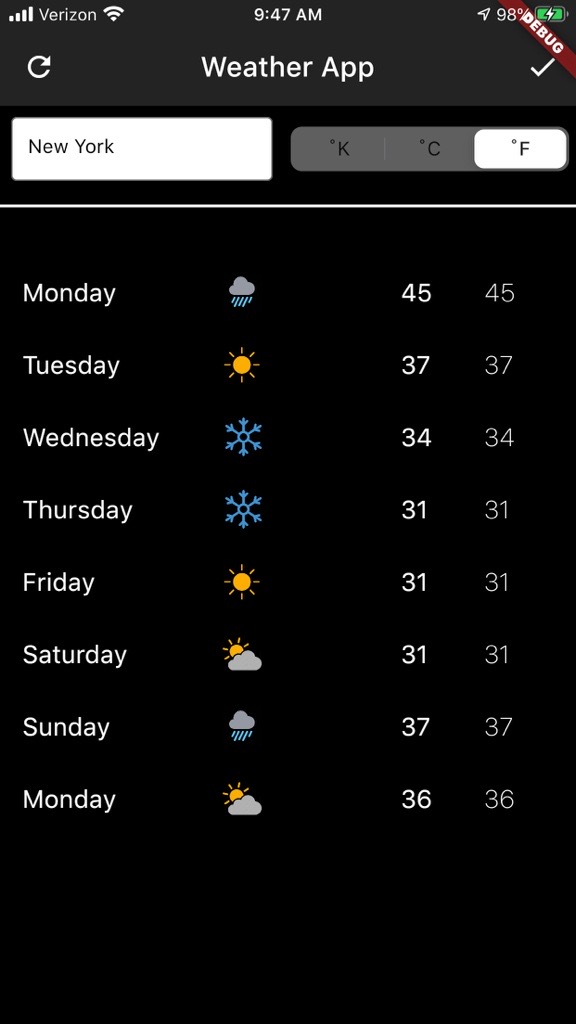 Verizon 9:47 AM 98%
DEBUG
Weather App
New York °K °C °F
Monday 45 45
Tuesday 37 37
Wednesday 34 34
Thursday 31 31
Friday 31 31
Saturday 31 31
Sunday 37 37
Monday 36 36